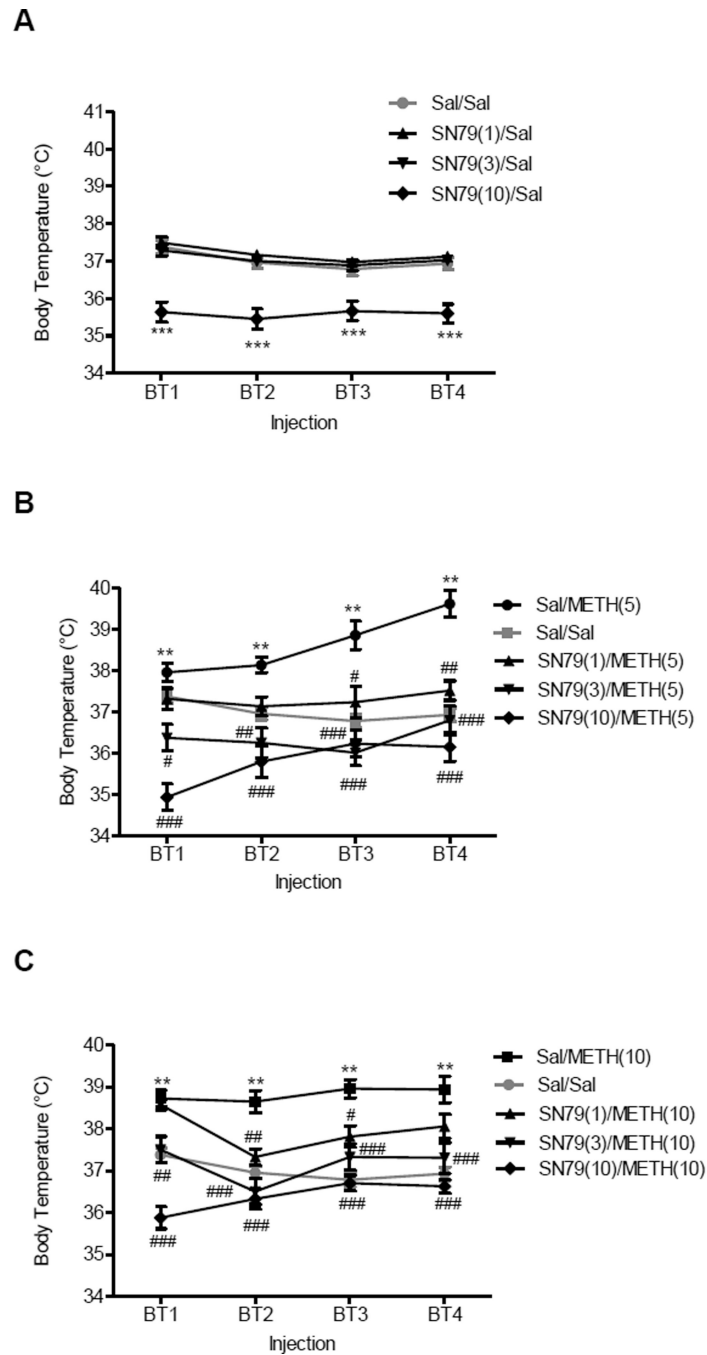 A
Sal/Sal
SN79(1)/Sal
SN79(3)/Sal
SN79(10)/Sal
Body Temperature (°C)
41
40
39
38
37
36
35
34
*** *** *** ***
BT1 BT2 BT3 BT4
Injection
B
Sal/METH(5)
Sal/Sal
SN79(1)/METH(5)
SN79(3)/METH(5)
SN79(10)/METH(5)
Body Temperature (°C)
40
39
38
37
36
35
34
** ** ** **
# ##
## ### ###
#
### ### ### ###
BT1 BT2 BT3 BT4
Injection
C
Sal/METH(10)
Sal/Sal
SN79(1)/METH(10)
SN79(3)/METH(10)
SN79(10)/METH(10)
Body Temperature (°C)
40
39
38
37
36
35
34
** ** ** **
## #
### ###
## ###
### ### ### ###
BT1 BT2 BT3 BT4
Injection